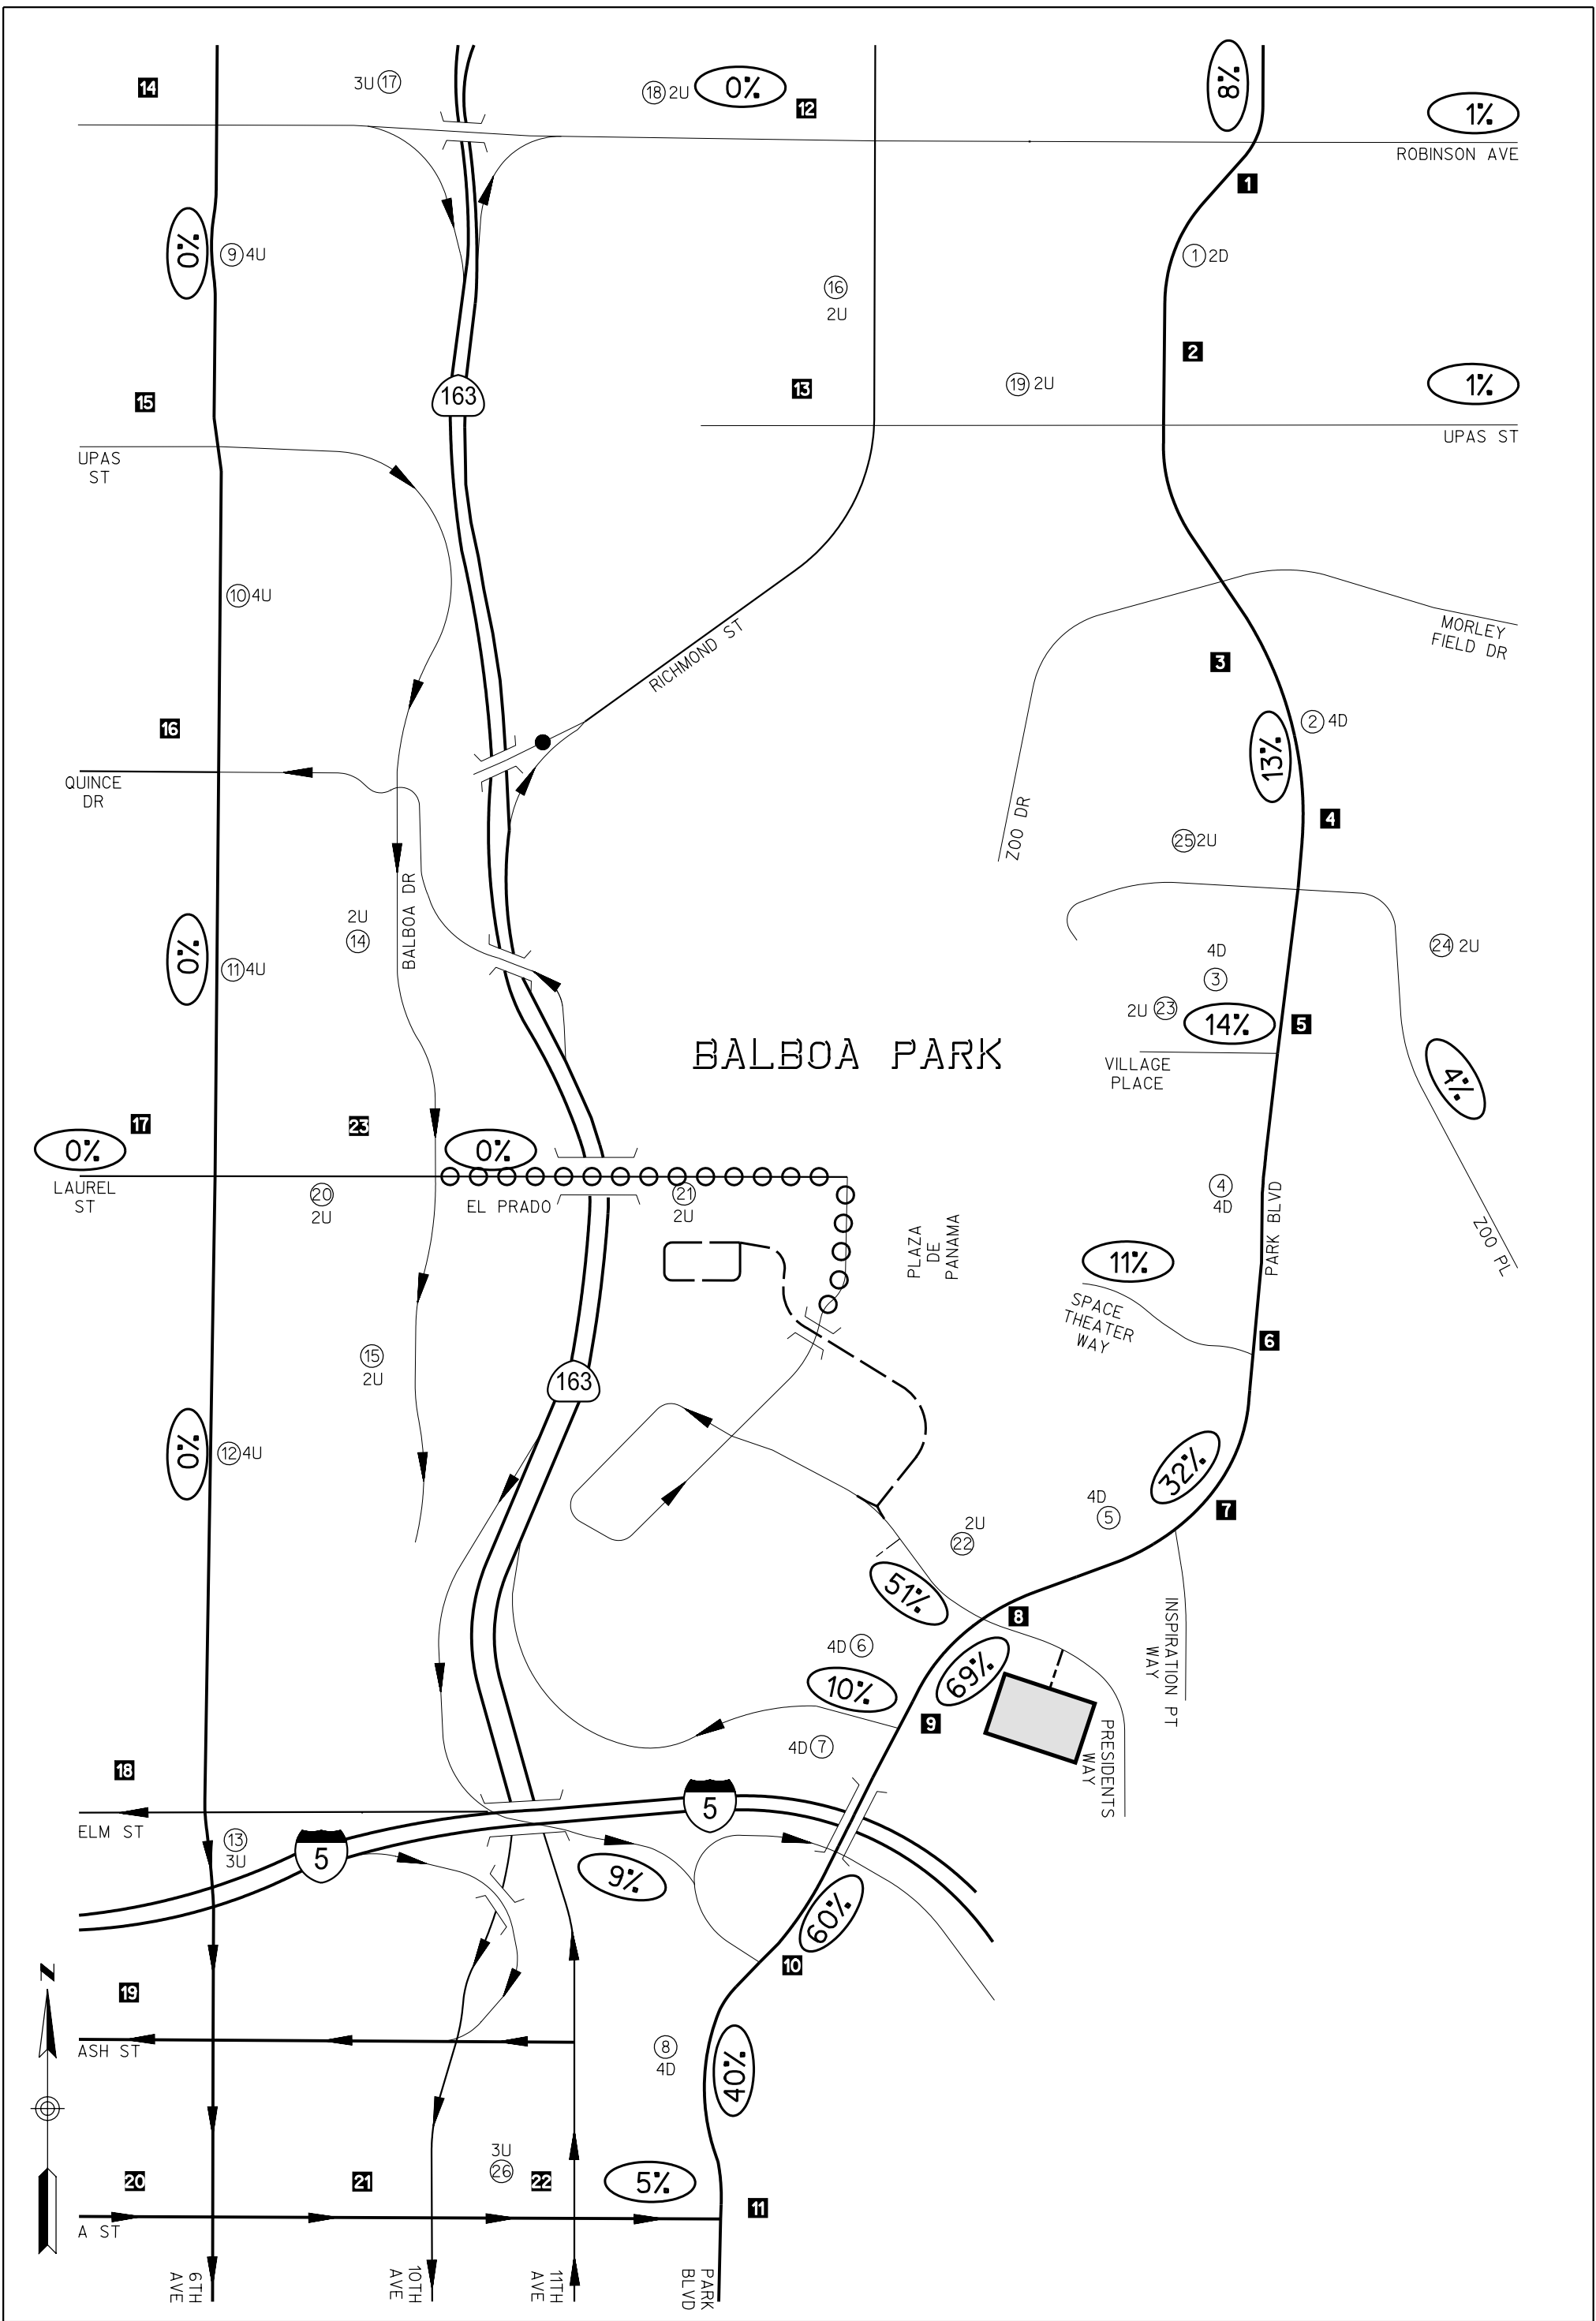 8%
14
3U 17
18 2U
0%
12
1%
ROBINSON AVE
1
0%
9 4U
1 2D
16
2U
2
163
13
19 2U
1%
15
UPAS
ST
UPAS ST
10 4U
RICHMOND ST
MORLEY
FIELD DR
3
16
2 4D
13%
QUINCE
DR
ZOO DR
4
25 2U
2U
14
BALBOA DR
0%
11 4U
4D
3
24 2U
2U 23
14%
5
BALBOA PARK
VILLAGE
PLACE
4%
17
23
0%
0%
LAUREL
ST
20
2U
EL PRADO
21
2U
4
4D
PARK BLVD
PLAZA
DE
PANAMA
ZOO PL
11%
SPACE
THEATER
WAY
6
15
2U
163
0%
12 4U
32%
4D
5
7
2U
22
51%
8
INSPIRATION PT
WAY
4D 6
69%
10%
9
4D 7
PRESIDENTS
WAY
18
5
ELM ST
13
3U
5
9%
60%
10
N
19
ASH ST
8
4D
40%
3U
26
20
21
22
5%
11
A ST
6TH
AVE
10TH
AVE
11TH
AVE
PARK
BLVD